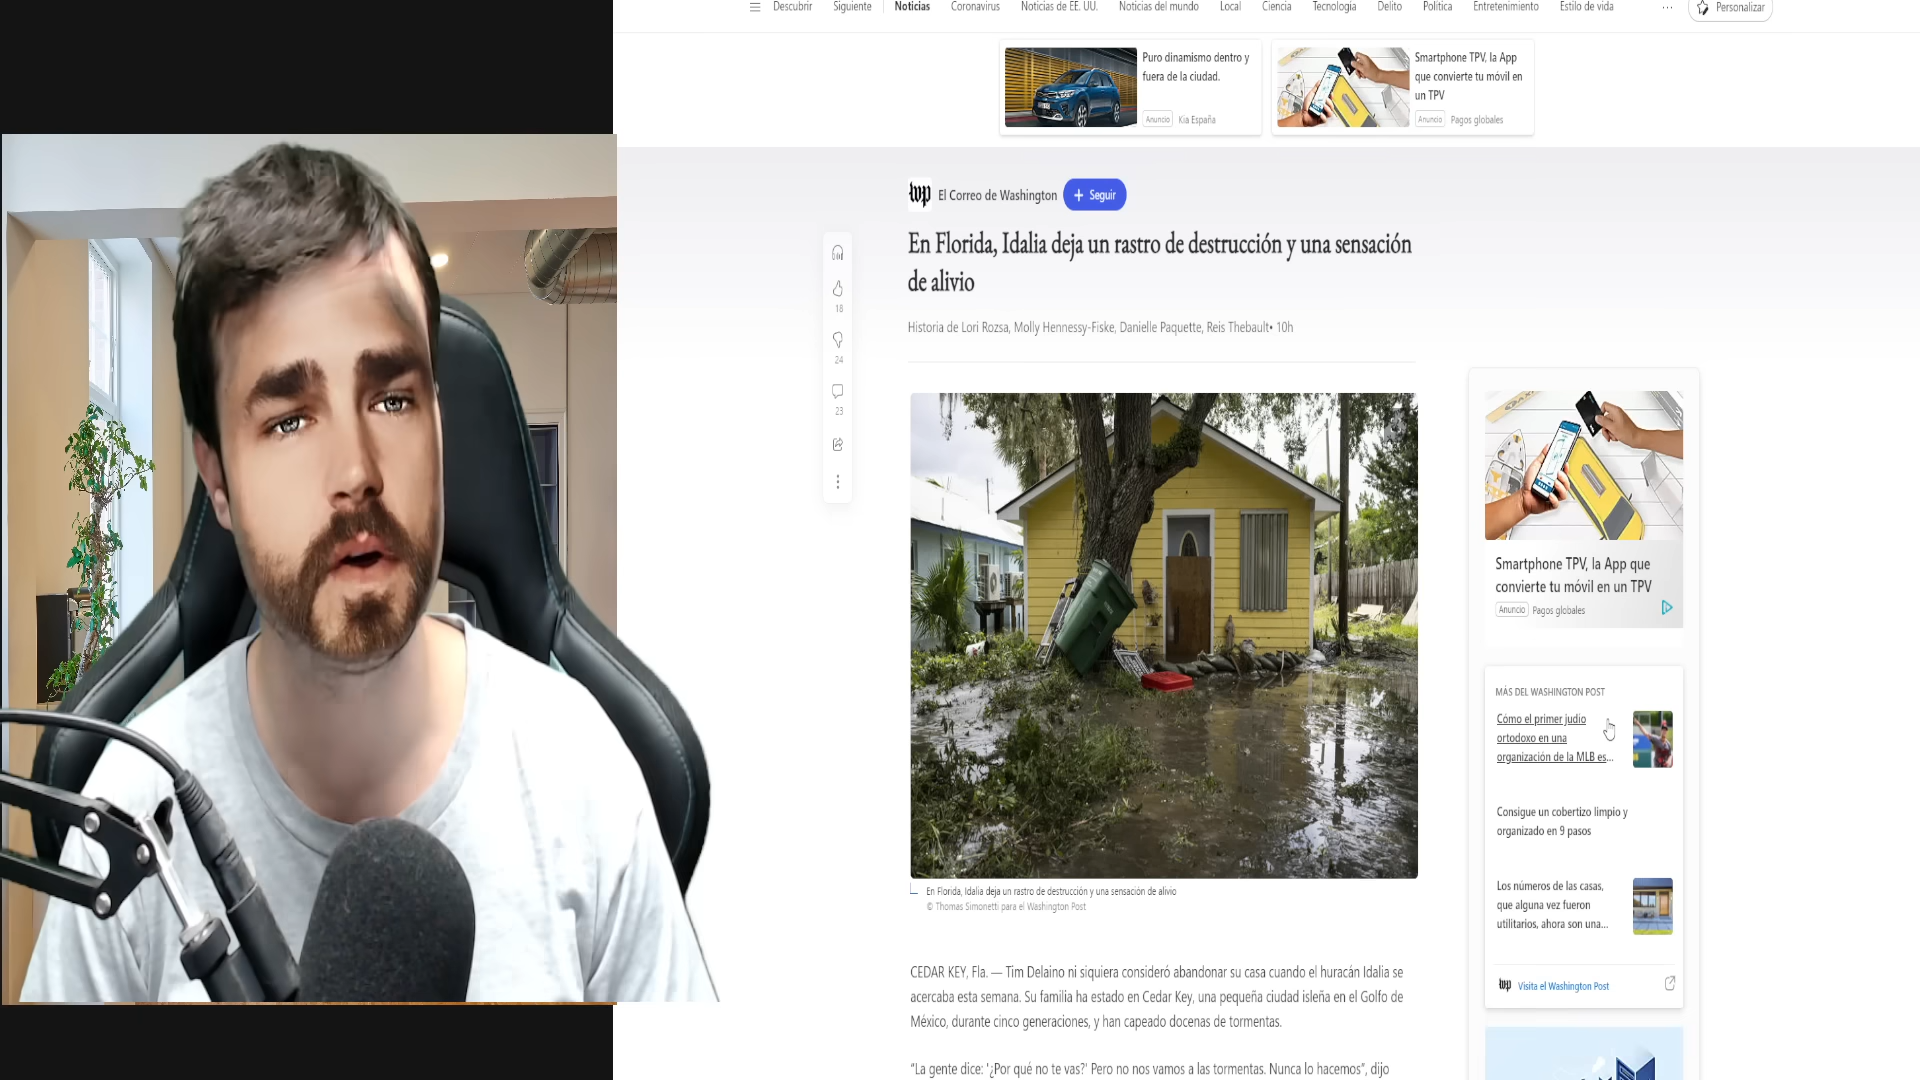 Descubrir Siguiente Noticias Coronavirus Noticias de EE. UU. Noticias del mundo Local Ciencia Tecnología Delito Política Entretenimiento Estilo de vida ... Personalizar
Puro dinamismo dentro y
fuera de la ciudad.
Anuncio Kia España
Smartphone TPV, la App
que convierte tu móvil en
un TPV
Anuncio Pagos globales
wp El Correo de Washington + Seguir
En Florida, Idalia deja un rastro de destrucción y una sensación
de alivio
Historia de Lori Rozsa, Molly Hennessy-Fiske, Danielle Paquette, Reis Thebault• 10h
18
24
23
En Florida, Idalia deja un rastro de destrucción y una sensación de alivio
© Thomas Simonetti para el Washington Post
CEDAR KEY, Fla. — Tim Delaino ni siquiera consideró abandonar su casa cuando el huracán Idalia se
acercaba esta semana. Su familia ha estado en Cedar Key, una pequeña ciudad isleña en el Golfo de
México, durante cinco generaciones, y han capeado docenas de tormentas.
“La gente dice: '¿Por qué no te vas?' Pero no nos vamos a las tormentas. Nunca lo hacemos”, dijo
Smartphone TPV, la App que
convierte tu móvil en un TPV
Anuncio Pagos globales
MÁS DEL WASHINGTON POST
Cómo el primer judío
ortodoxo en una
organización de la MLB es...
Consigue un cobertizo limpio y
organizado en 9 pasos
Los números de las casas,
que alguna vez fueron
utilitarios, ahora son una...
wp Visita el Washington Post